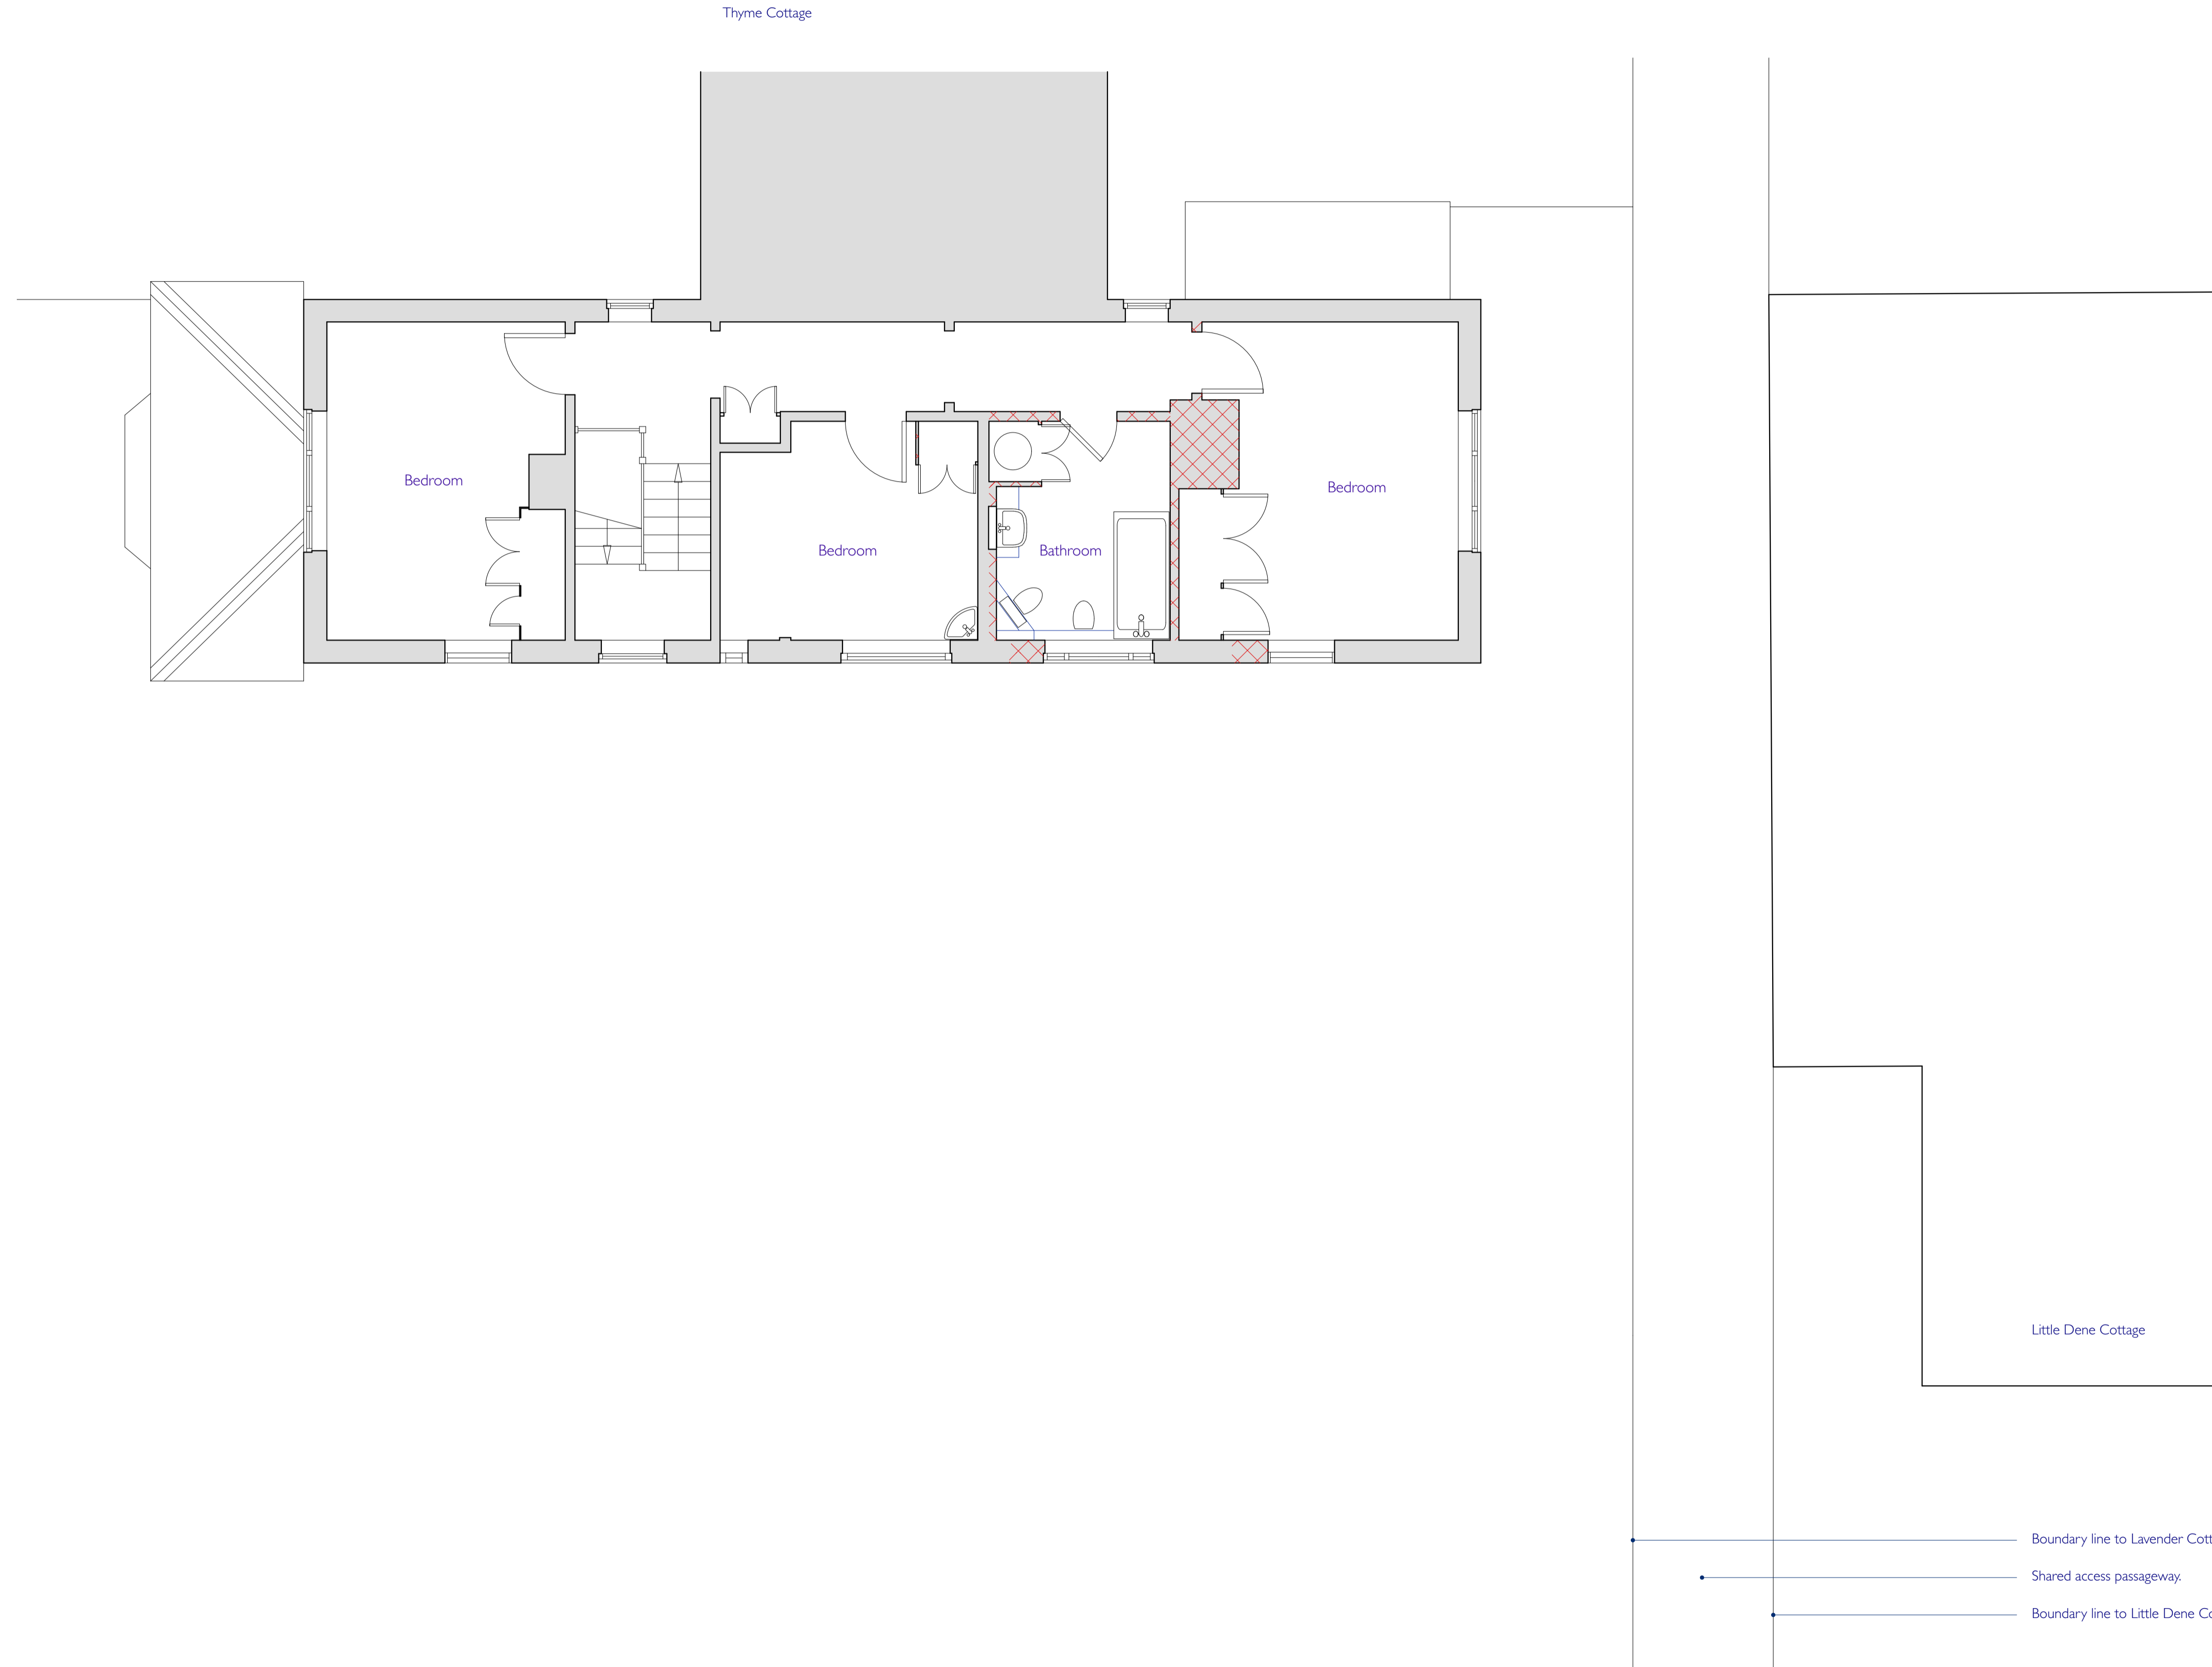 Thyme Cottage
Bedroom
Bedroom
Bedroom
Bathroom
Little Dene Cottage
Boundary line to Lavender Cott
Shared access passageway.
Boundary line to Little Dene Co